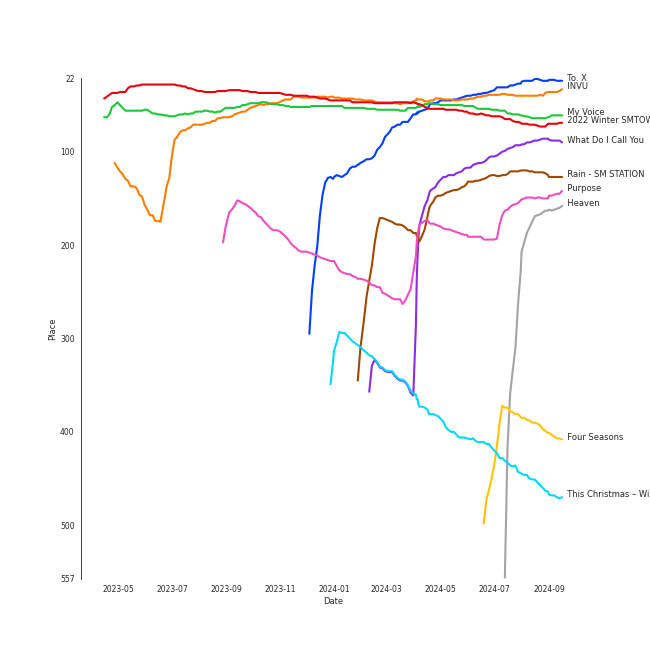 22
100
200
300
400
500
557
Place
2023-05
2023-07
2023-09
2023-11
2024-01
2024-03
2024-05
2024-07
2024-09
Date
To. X
INVU
My Voice
2022 Winter SMTOW
What Do I Call You
Rain - SM STATION
Purpose
Heaven
Four Seasons
This Christmas – Wi